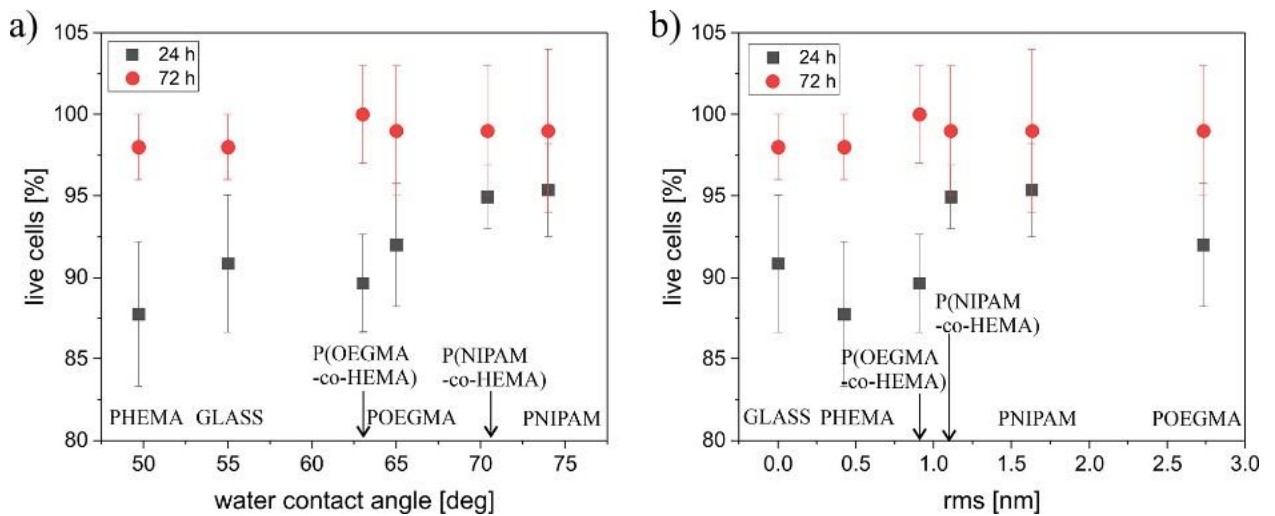 a)
24 h
72 h
105
100
95
90
85
80
live cells [%]
P(OEGMA
-co-HEMA)
P(NIPAM
-co-HEMA)
PHEMA GLASS POEGMA PNIPAM
50 55 60 65 70 75
water contact angle [deg]
b)
24 h
72 h
105
100
95
90
85
80
live cells [%]
P(NIPAM
-co-HEMA)
P(OEGMA
-co-HEMA)
GLASS PHEMA PNIPAM POEGMA
0.0 0.5 1.0 1.5 2.0 2.5 3.0
rms [nm]